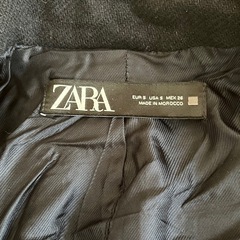 ZARA
EUR S USA S MEX 26
MADE IN MOROCCO